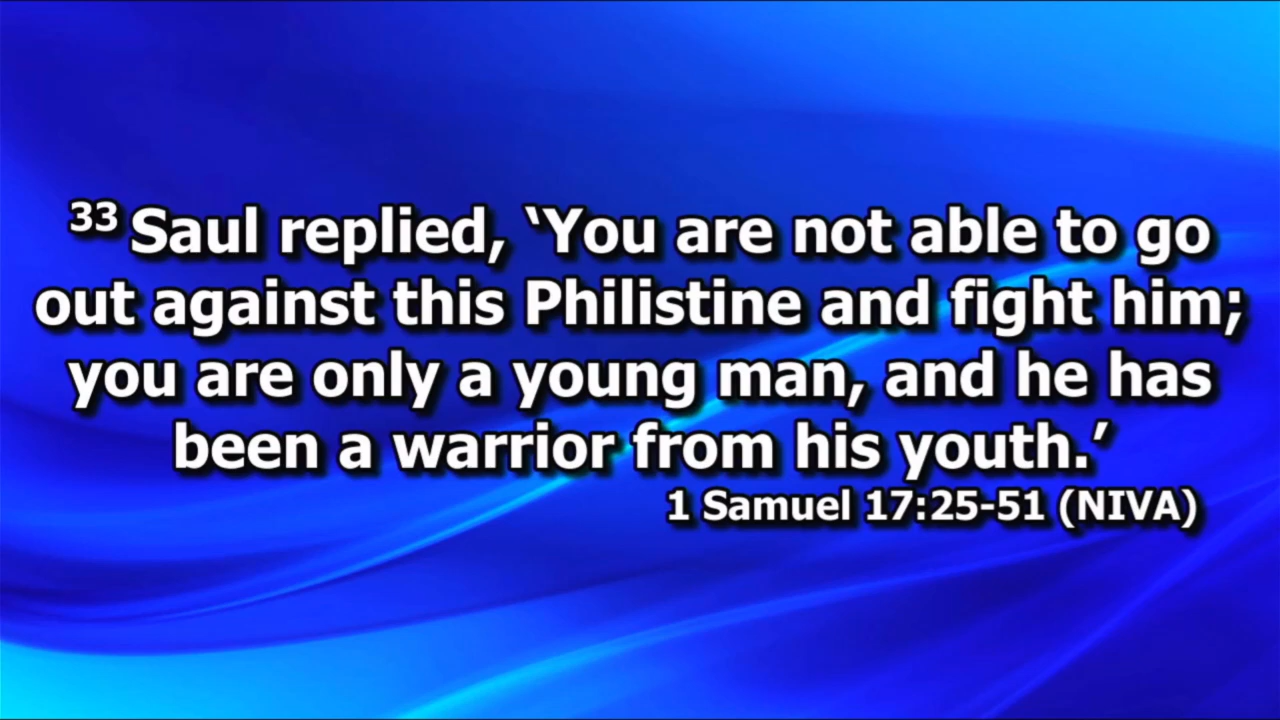 33 Saul replied, ‘You are not able to go
out against this Philistine and fight him;
you are only a young man, and he has
been a warrior from his youth.’
1 Samuel 17:25-51 (NIVA)